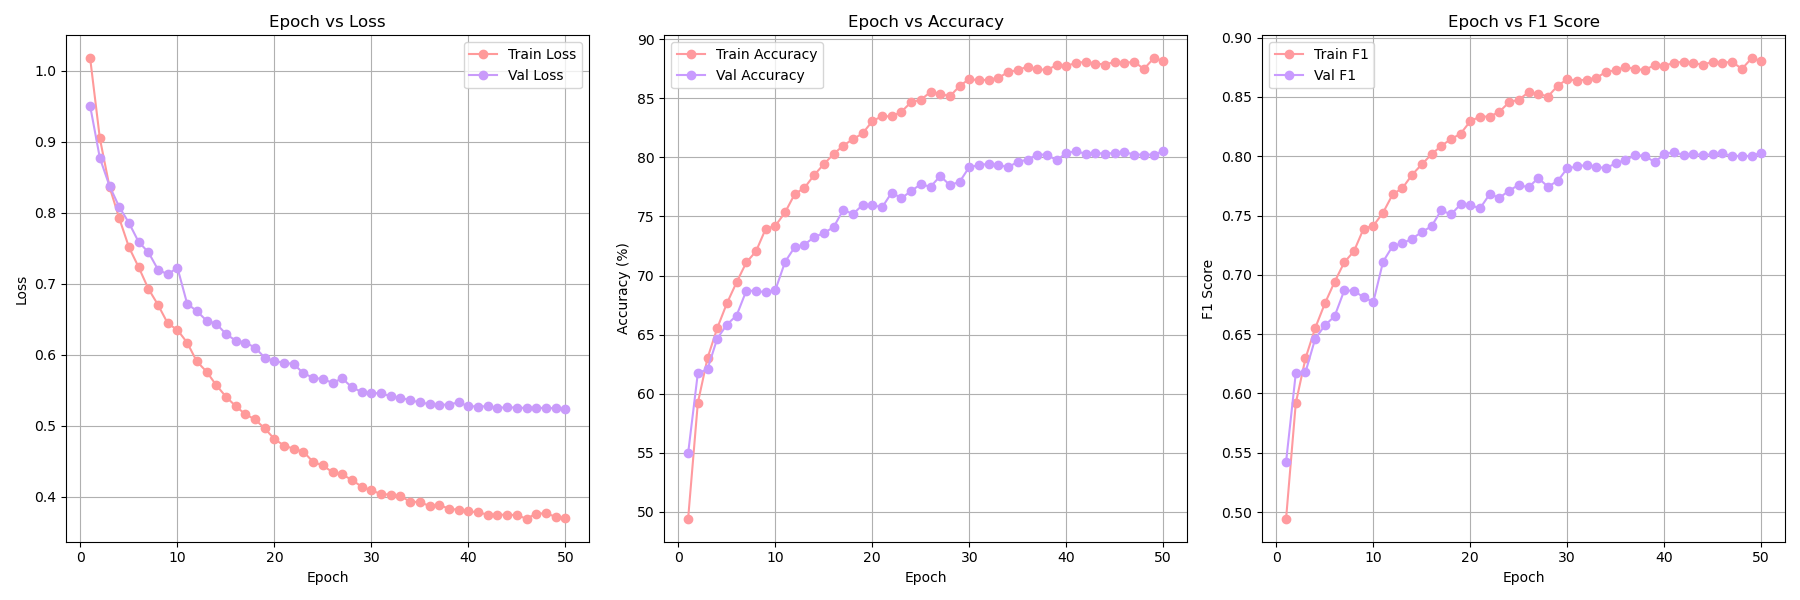 Epoch vs Loss
Train Loss
Val Loss
1.0
0.9
0.8
0.7
0.6
0.5
0.4
Loss
0 10 20 30 40 50
Epoch
Epoch vs Accuracy
Train Accuracy
Val Accuracy
90
85
80
75
70
65
60
55
50
Accuracy (%)
0 10 20 30 40 50
Epoch
Epoch vs F1 Score
Train F1
Val F1
0.90
0.85
0.80
0.75
0.70
0.65
0.60
0.55
0.50
F1 Score
0 10 20 30 40 50
Epoch